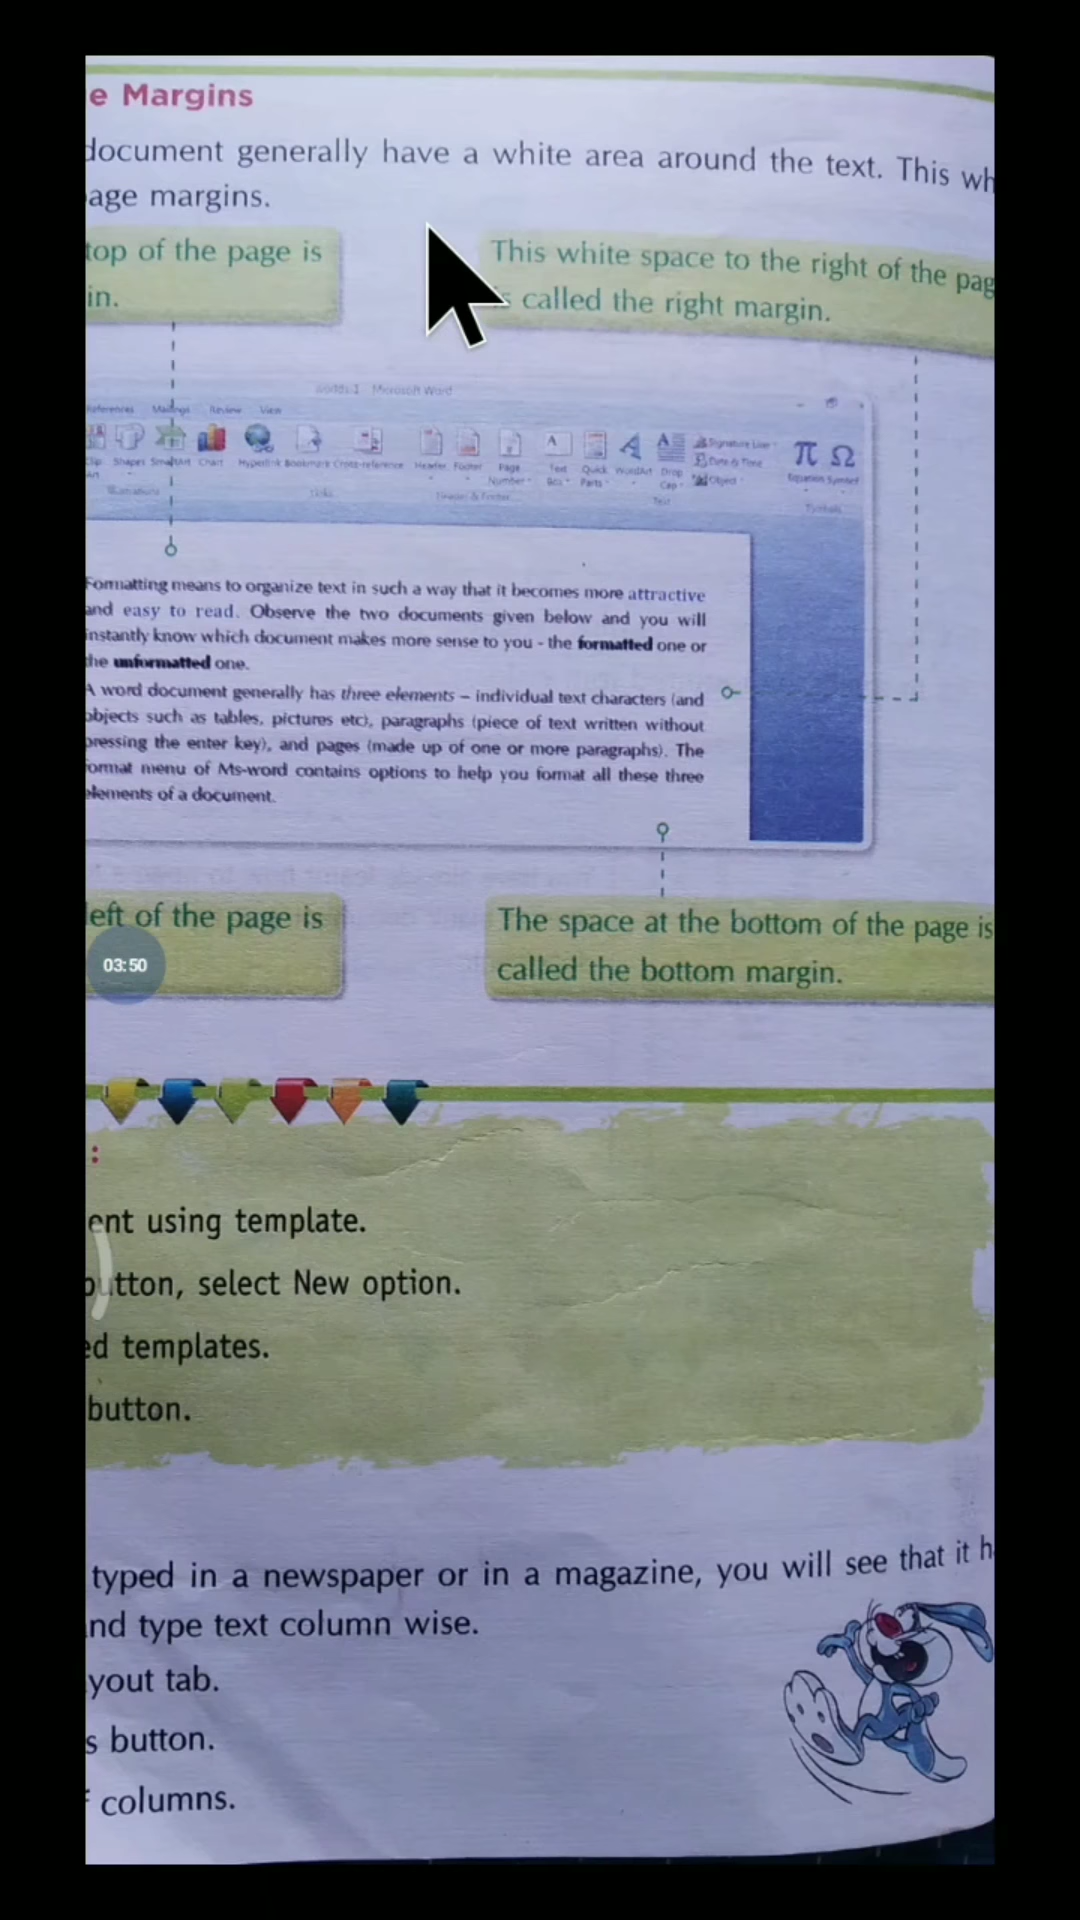 e Margins
document generally have a white area around the text. This wh
age margins.
top of the page is
in.
This white space to the right of the pag
s called the right margin.
Microsoft Word
References Mailings Review View
Clip Art Shapes SmartArt Chart Hyperlink Bookmark Cross-reference Header Footer Page Number Text Box Quick Parts WordArt Drop Cap Signature Line Date & Time Object Equation Symbol
Illustrations Links Header & Footer Text Symbols
Formatting means to organize text in such a way that it becomes more attractive
and easy to read. Observe the two documents given below and you will
instantly know which document makes more sense to you - the formatted one or
the unformatted one.
A word document generally has three elements – individual text characters (and
objects such as tables, pictures etc), paragraphs (piece of text written without
pressing the enter key), and pages (made up of one or more paragraphs). The
format menu of Ms-word contains options to help you format all these three
elements of a document.
left of the page is
03:50
The space at the bottom of the page is
called the bottom margin.
:
ent using template.
button, select New option.
ed templates.
button.
typed in a newspaper or in a magazine, you will see that it h
nd type text column wise.
yout tab.
s button.
f columns.